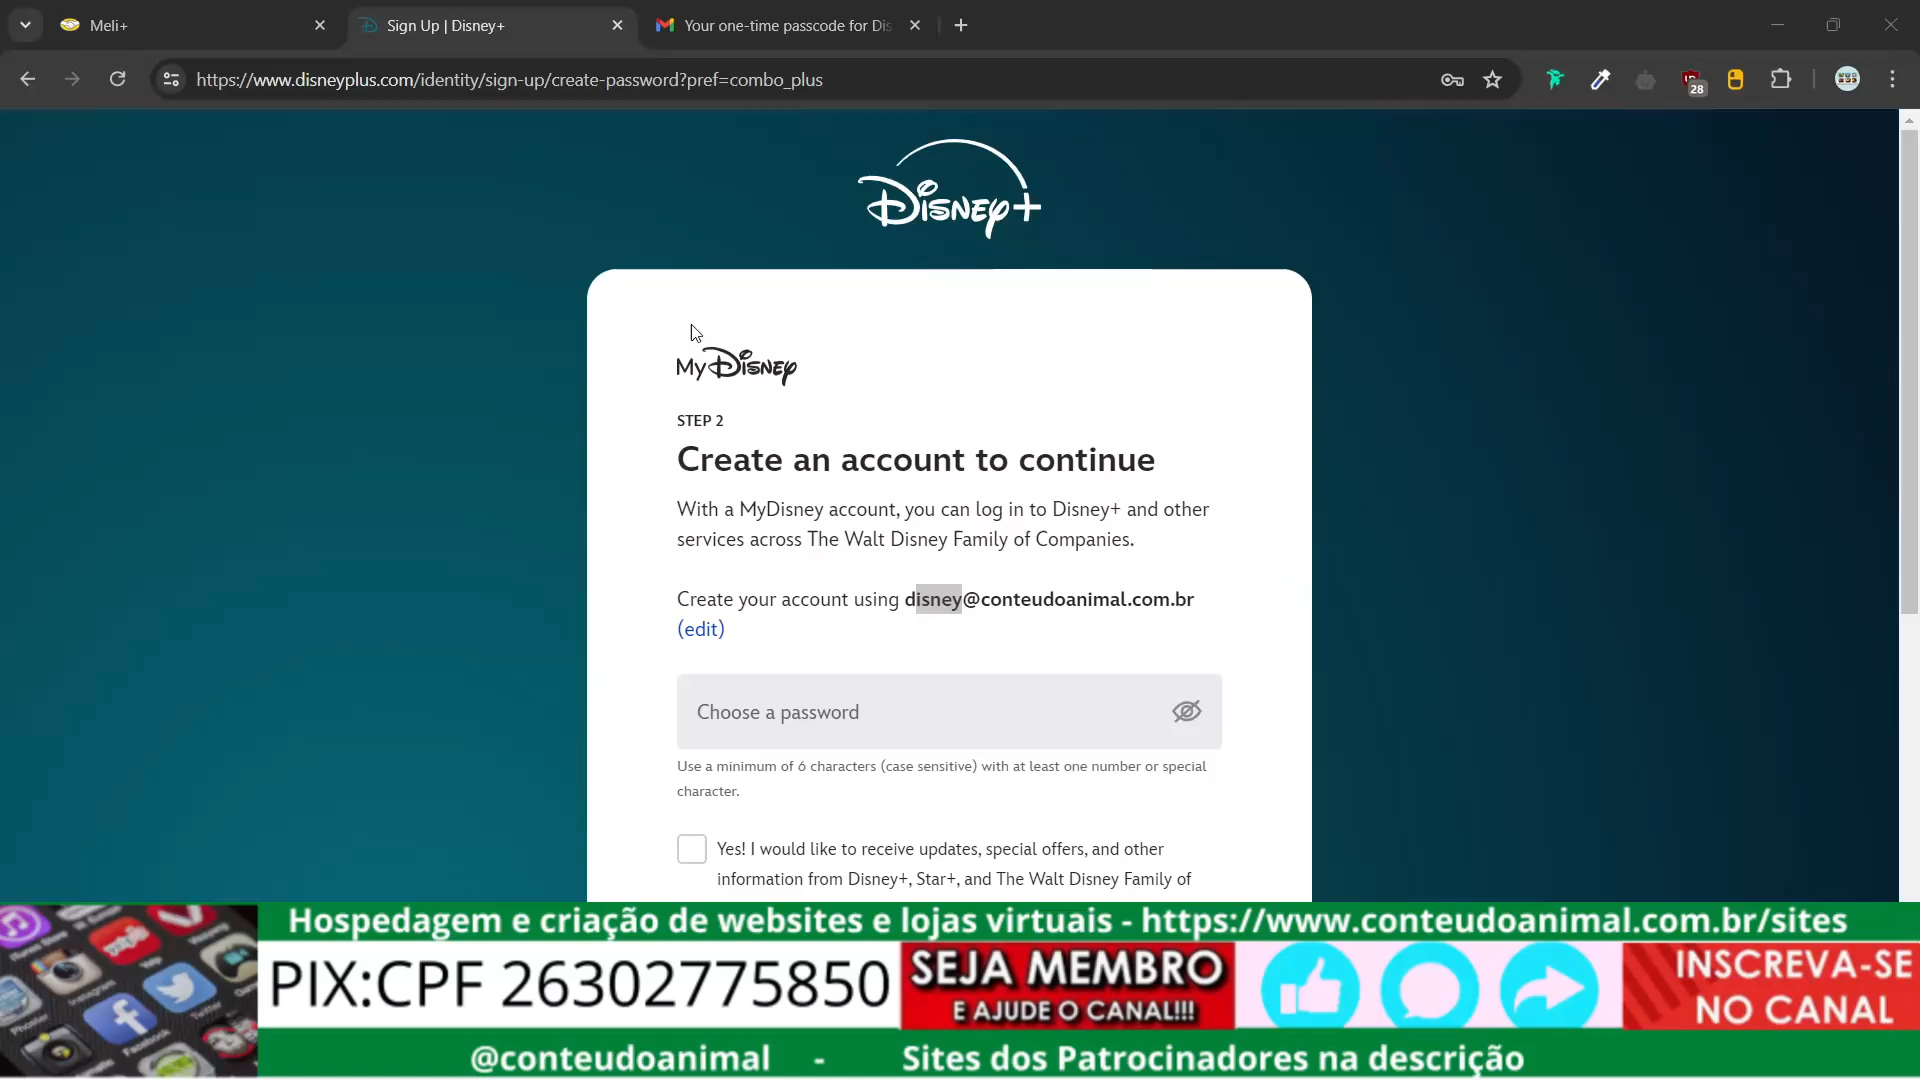 Meli+
Sign Up | Disney+
Your one-time passcode for Dis
https://www.disneyplus.com/identity/sign-up/create-password?pref=combo_plus
28
Disney+
My Disney
STEP 2
Create an account to continue
With a MyDisney account, you can log in to Disney+ and other
services across The Walt Disney Family of Companies.
Create your account using disney@conteudoanimal.com.br
(edit)
Choose a password
Use a minimum of 6 characters (case sensitive) with at least one number or special
character.
Yes! I would like to receive updates, special offers, and other
information from Disney+, Star+, and The Walt Disney Family of
Hospedagem e criação de websites e lojas virtuais - https://www.conteudoanimal.com.br/sites
PIX:CPF 26302775850
SEJA MEMBRO
E AJUDE O CANAL!!!
INSCREVA-SE
NO CANAL
@conteudoanimal - Sites dos Patrocinadores na descrição